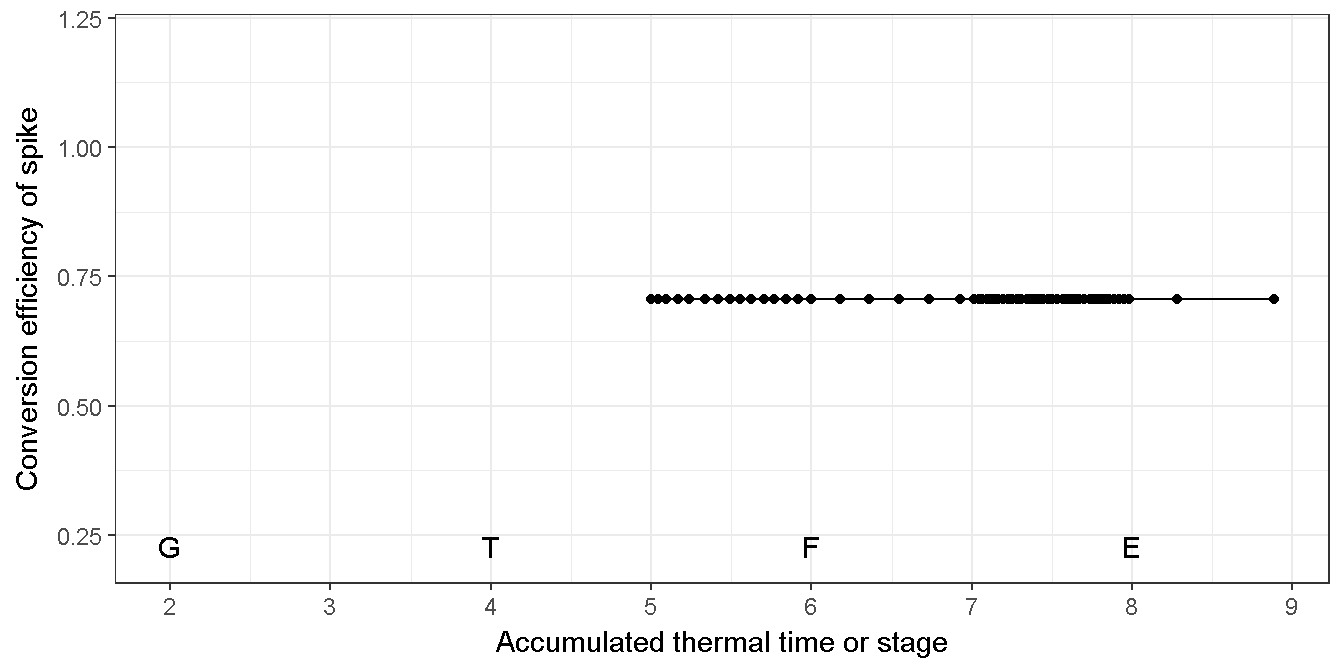 Conversion efficiency of spike
1.25
1.00
0.75
0.50
0.25
G T F E
2 3 4 5 6 7 8 9
Accumulated thermal time or stage